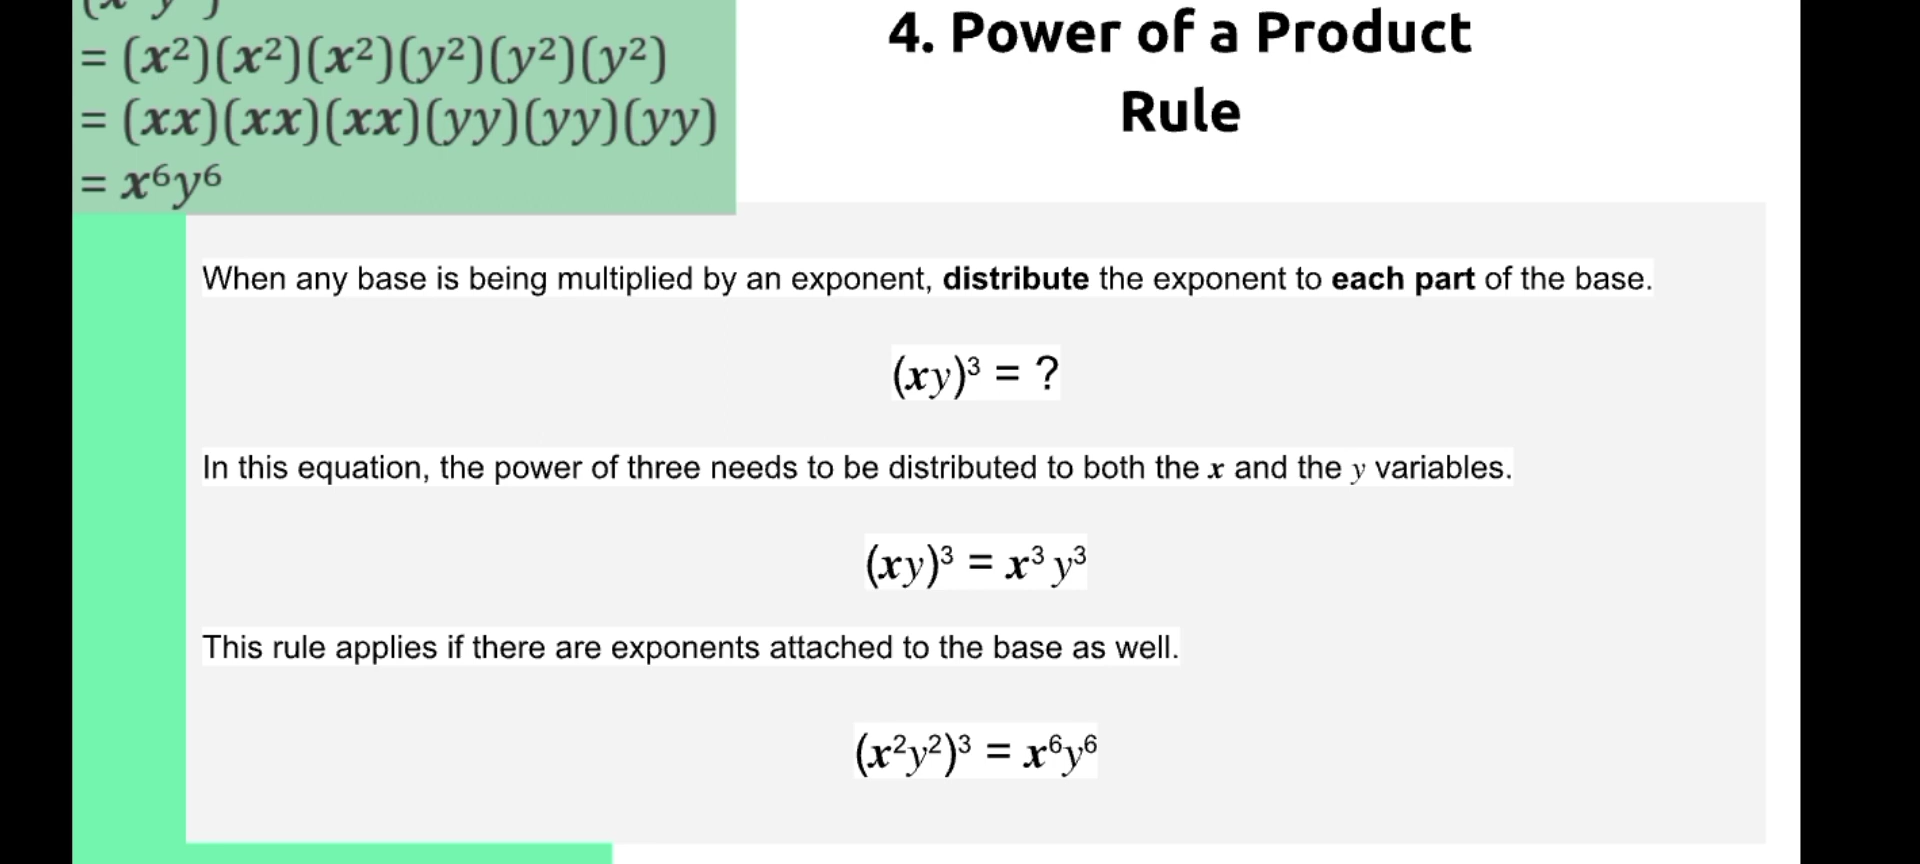 = (x²)(x²)(x²)(y²)(y²)(y²)
= (xx)(xx)(xx)(yy)(yy)(yy)
= x⁶y⁶
4. Power of a Product
Rule
When any base is being multiplied by an exponent, distribute the exponent to each part of the base.
(xy)³ = ?
In this equation, the power of three needs to be distributed to both the x and the y variables.
(xy)³ = x³ y³
This rule applies if there are exponents attached to the base as well.
(x²y²)³ = x⁶y⁶